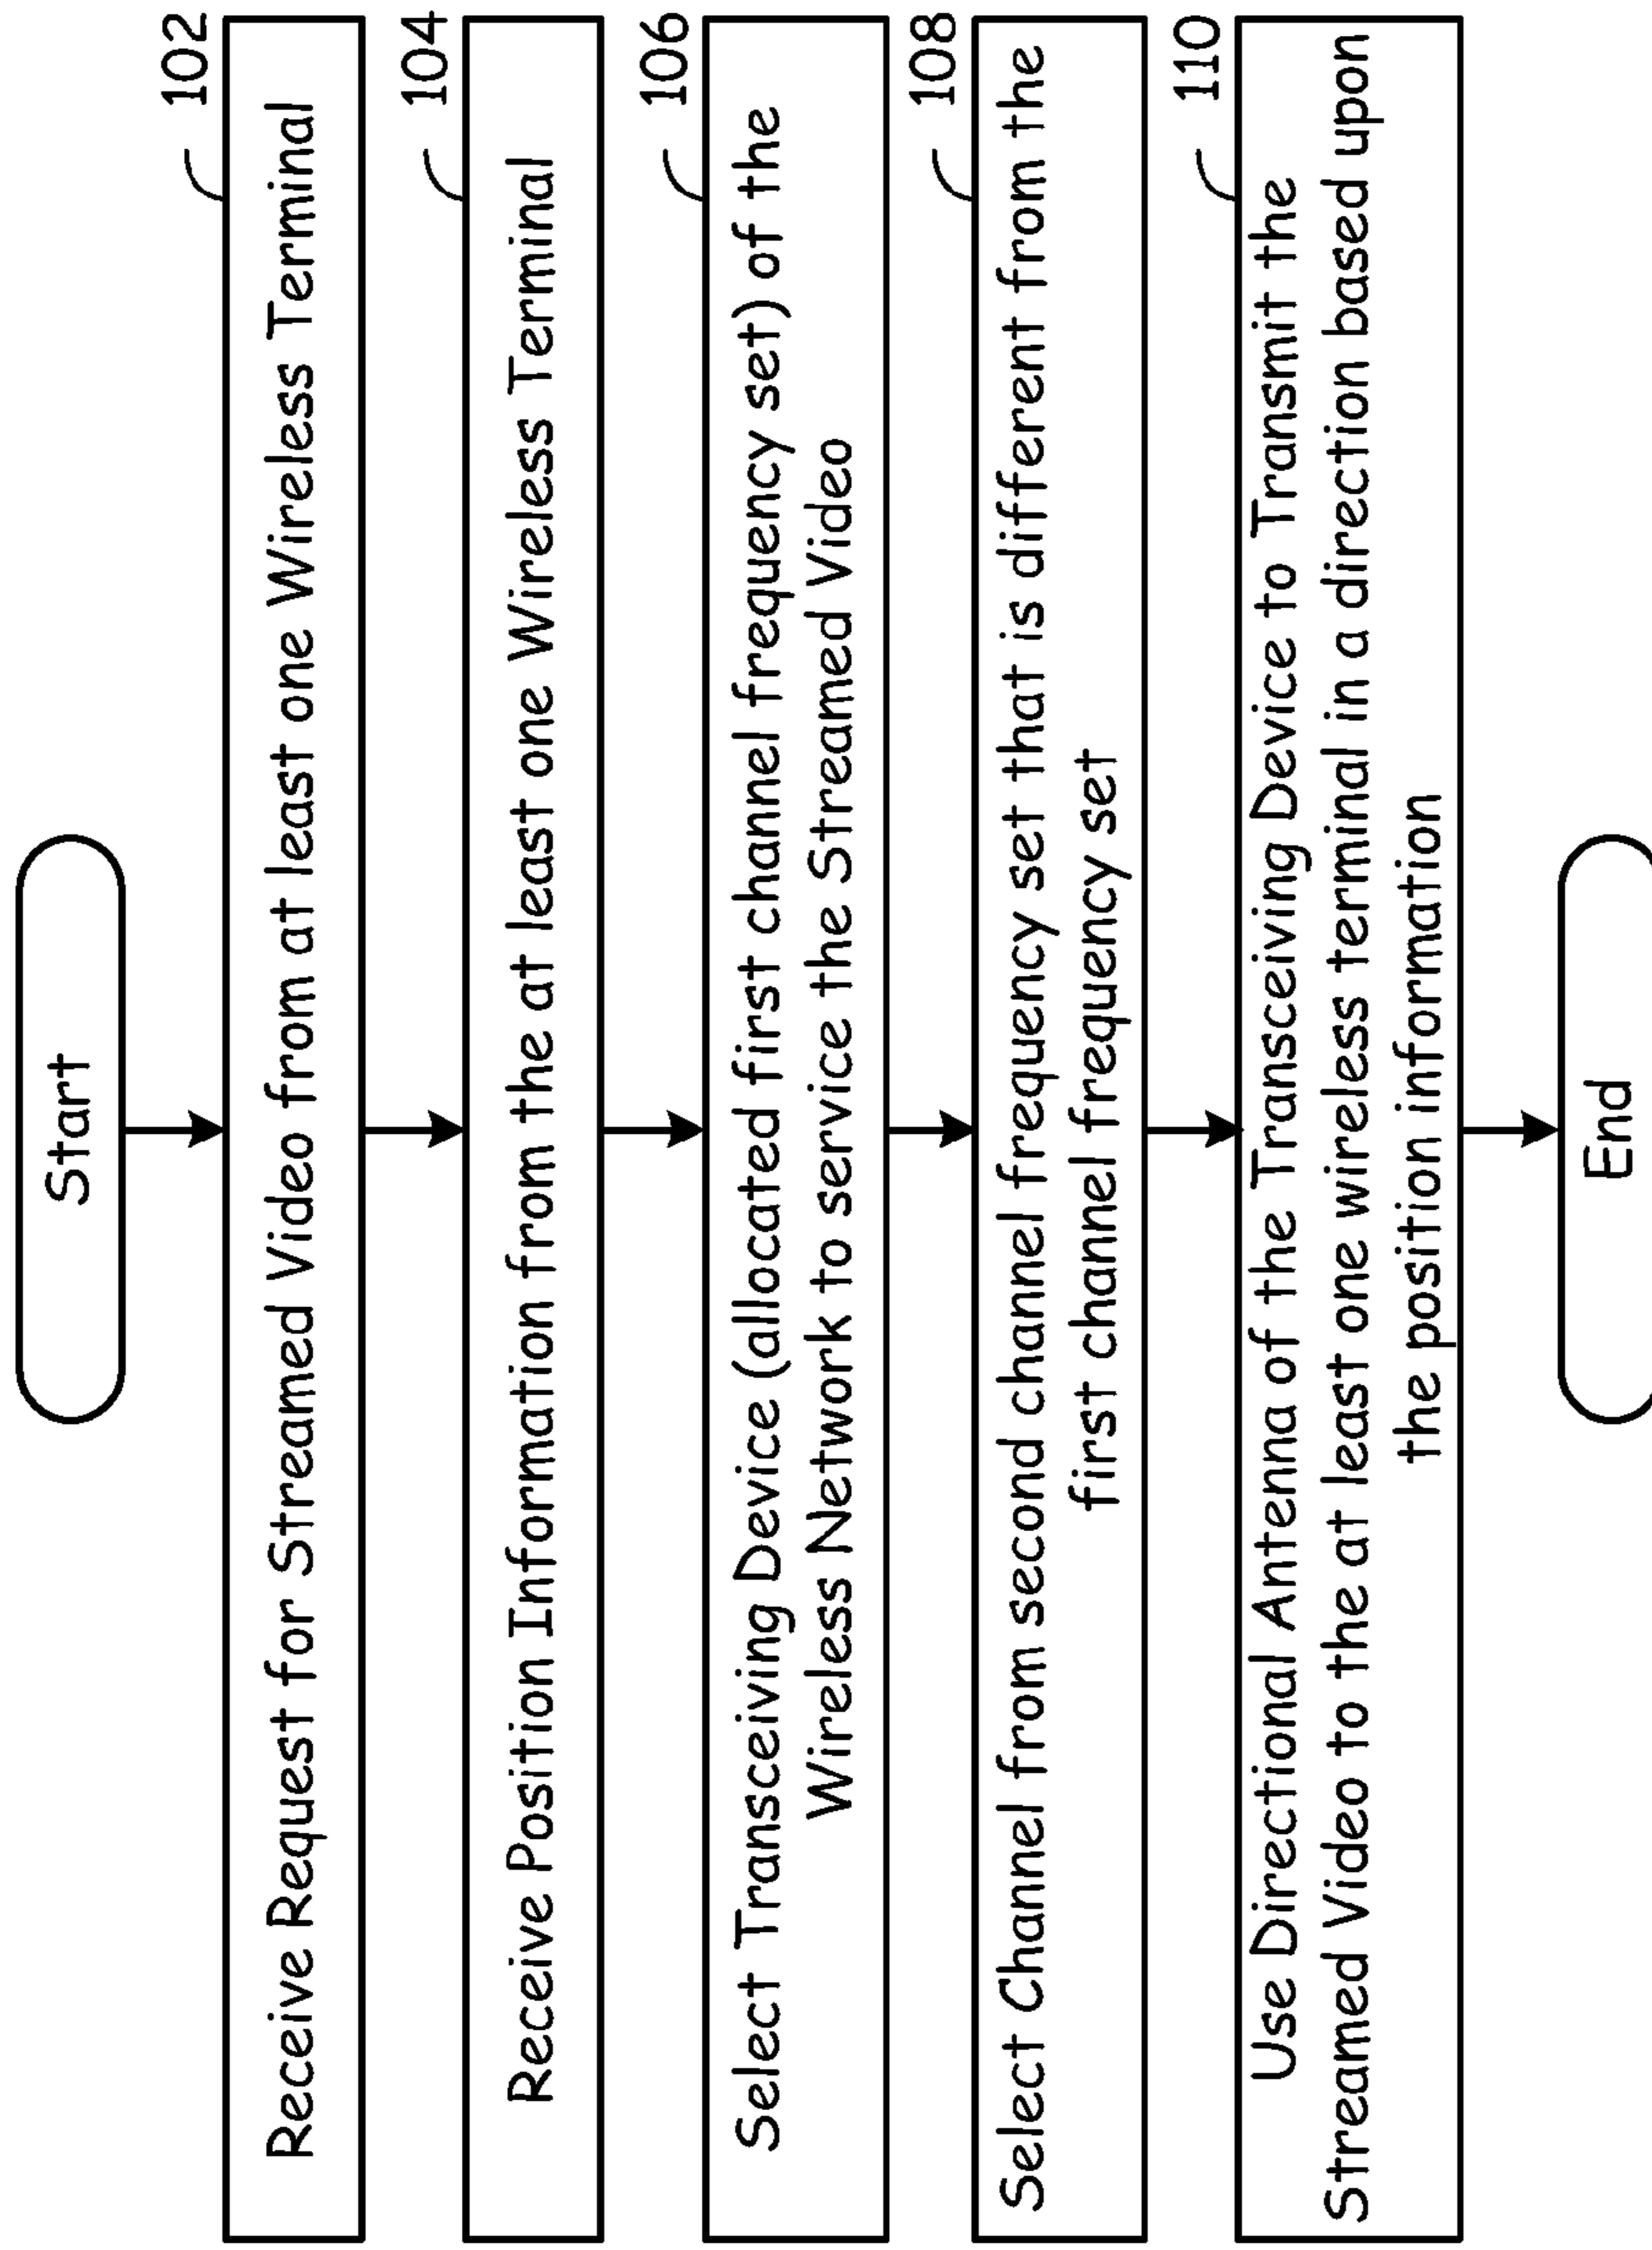 Start
102
Receive Request for Streamed Video from at least one Wireless Terminal
104
Receive Position Information from the at least one Wireless Terminal
106
Select Transceiving Device (allocated first channel frequency set) of the
Wireless Network to service the Streamed Video
108
Select Channel from second channel frequency set that is different from the
first channel frequency set
110
Use Directional Antenna of the Transceiving Device to Transmit the
Streamed Video to the at least one wireless terminal in a direction based upon
the position information
End